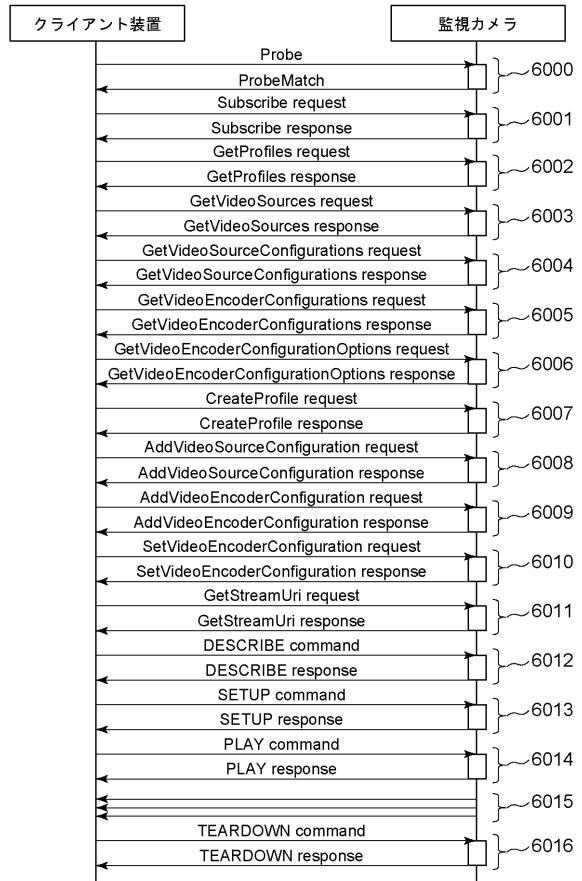 クライアント装置
監視カメラ
Probe
6000
ProbeMatch
Subscribe request
6001
Subscribe response
GetProfiles request
6002
GetProfiles response
GetVideoSources request
6003
GetVideoSources response
GetVideoSourceConfigurations request
6004
GetVideoSourceConfigurations response
GetVideoEncoderConfigurations request
6005
GetVideoEncoderConfigurations response
GetVideoEncoderConfigurationOptions request
6006
GetVideoEncoderConfigurationOptions response
CreateProfile request
6007
CreateProfile response
AddVideoSourceConfiguration request
6008
AddVideoSourceConfiguration response
AddVideoEncoderConfiguration request
6009
AddVideoEncoderConfiguration response
SetVideoEncoderConfiguration request
6010
SetVideoEncoderConfiguration response
GetStreamUri request
6011
GetStreamUri response
DESCRIBE command
6012
DESCRIBE response
SETUP command
6013
SETUP response
PLAY command
6014
PLAY response
6015
TEARDOWN command
6016
TEARDOWN response